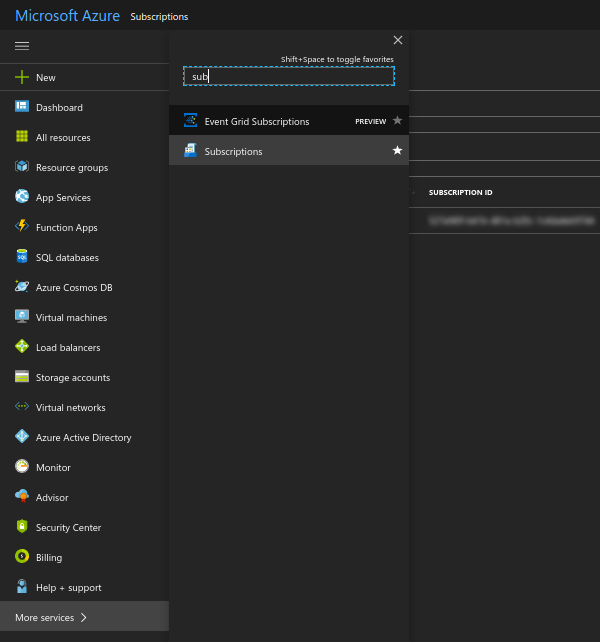 Microsoft Azure Subscriptions
Shift+Space to toggle favorites
sub
Event Grid Subscriptions PREVIEW
Subscriptions
New
Dashboard
All resources
Resource groups
App Services
Function Apps
SQL databases
Azure Cosmos DB
Virtual machines
Load balancers
Storage accounts
Virtual networks
Azure Active Directory
Monitor
Advisor
Security Center
Billing
Help + support
More services
SUBSCRIPTION ID